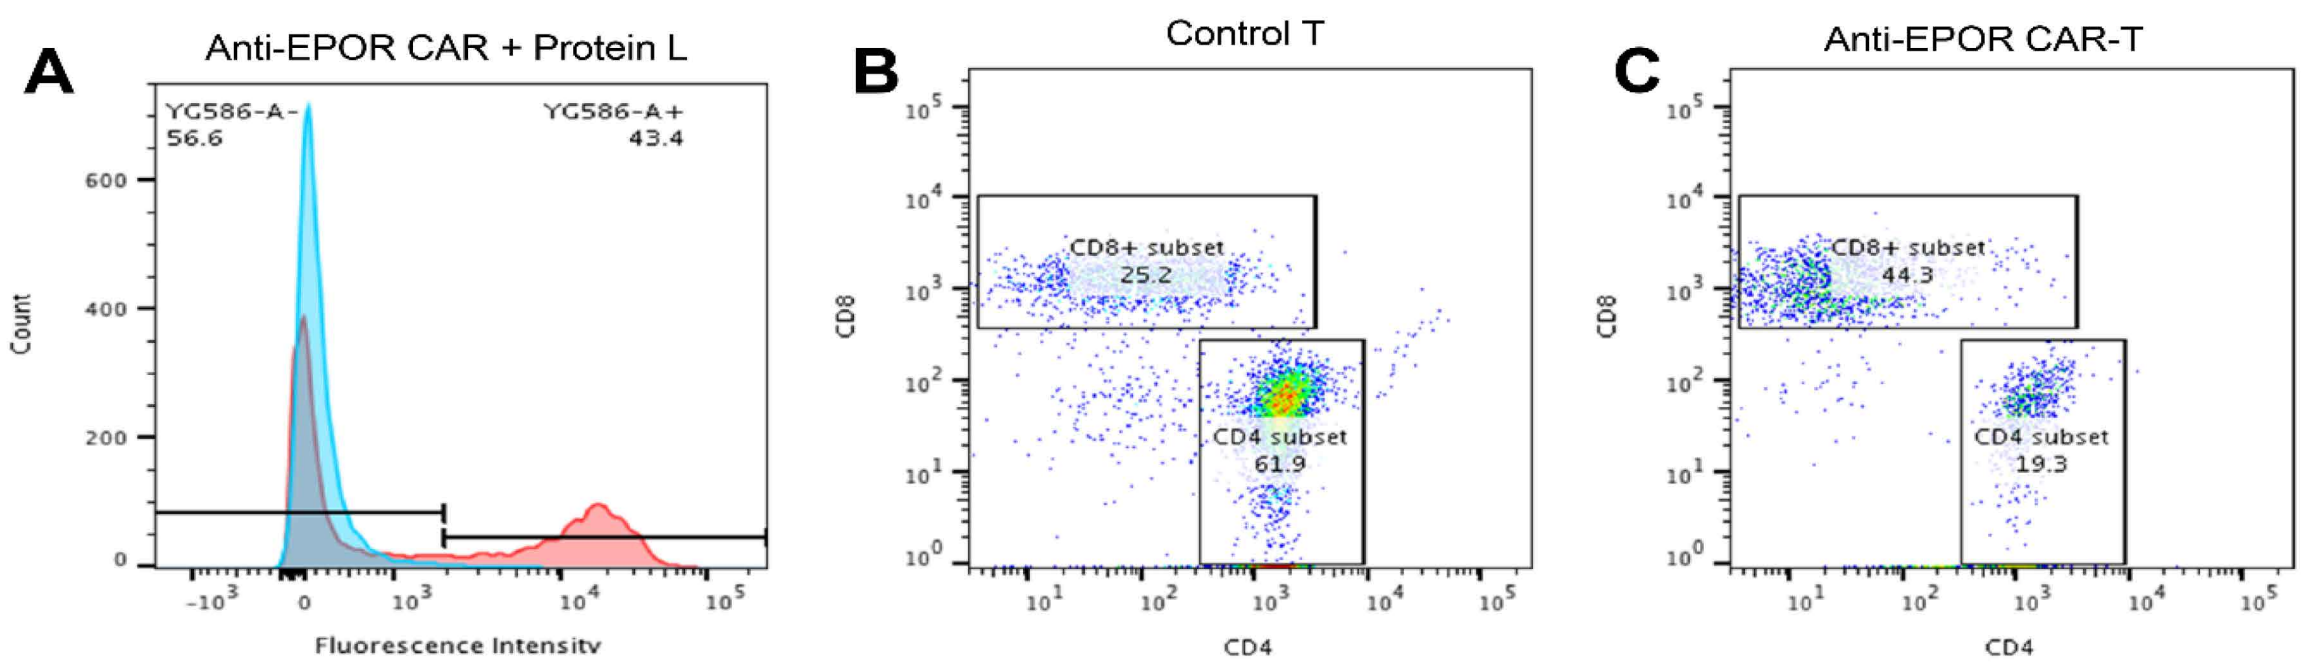 A
Anti-EPOR CAR + Protein L
YG586-A-
56.6
YG586-A+
43.4
600
400
200
0
Count
-10³
0
10³
10⁴
10⁵
Fluorescence Intensity
B
Control T
10⁵
10⁴
10³
10²
10¹
10⁰
CD8
CD8+ subset
25.2
CD4 subset
61.9
10¹
10²
10³
10⁴
10⁵
CD4
C
Anti-EPOR CAR-T
10⁵
10⁴
10³
10²
10¹
10⁰
CD8
CD8+ subset
44.3
CD4 subset
19.3
10¹
10²
10³
10⁴
10⁵
CD4